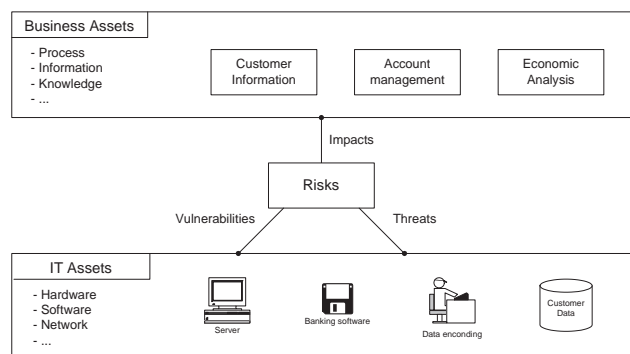 Business Assets
- Process
- Information
- Knowledge
- ...
Customer
Information
Account
management
Economic
Analysis
Impacts
Risks
Vulnerabilities
Threats
IT Assets
- Hardware
- Software
- Network
- ...
Server
Banking software
Data enconding
Customer
Data